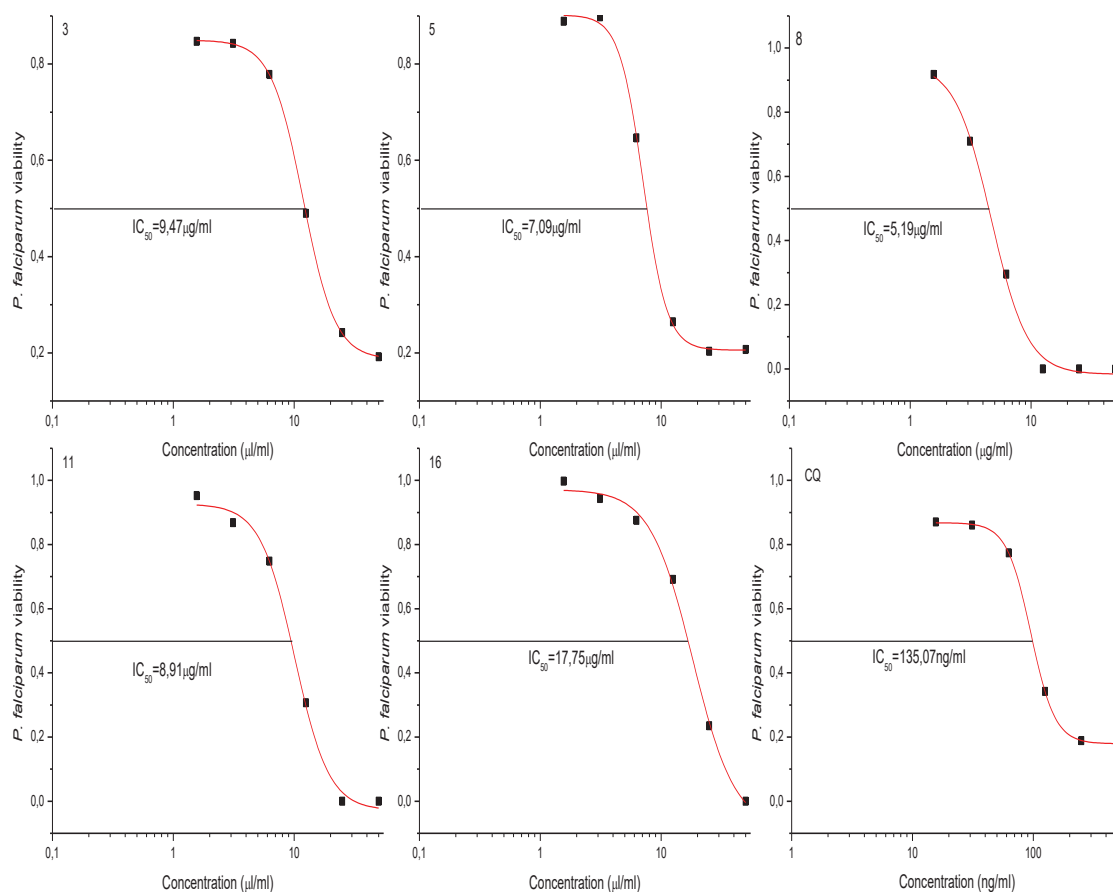 3
P. falciparum viability
0,8
0,6
0,4
0,2
IC50=9,47μg/ml
0,1
1
10
Concentration (μl/ml)
5
P. falciparum viability
0,8
0,6
0,4
0,2
IC50=7,09μg/ml
0,1
1
10
Concentration (μl/ml)
8
P. falciparum viability
1,0
0,8
0,6
0,4
0,2
0,0
IC50=5,19μg/ml
0,1
1
10
Concentration (μg/ml)
11
P. falciparum viability
1,0
0,8
0,6
0,4
0,2
0,0
IC50=8,91μg/ml
0,1
1
10
Concentration (μl/ml)
16
P. falciparum viability
1,0
0,8
0,6
0,4
0,2
0,0
IC50=17,75μg/ml
0,1
1
10
Concentration (μl/ml)
CQ
P. falciparum viability
1,0
0,8
0,6
0,4
0,2
0,0
IC50=135,07ng/ml
1
10
100
Concentration (ng/ml)